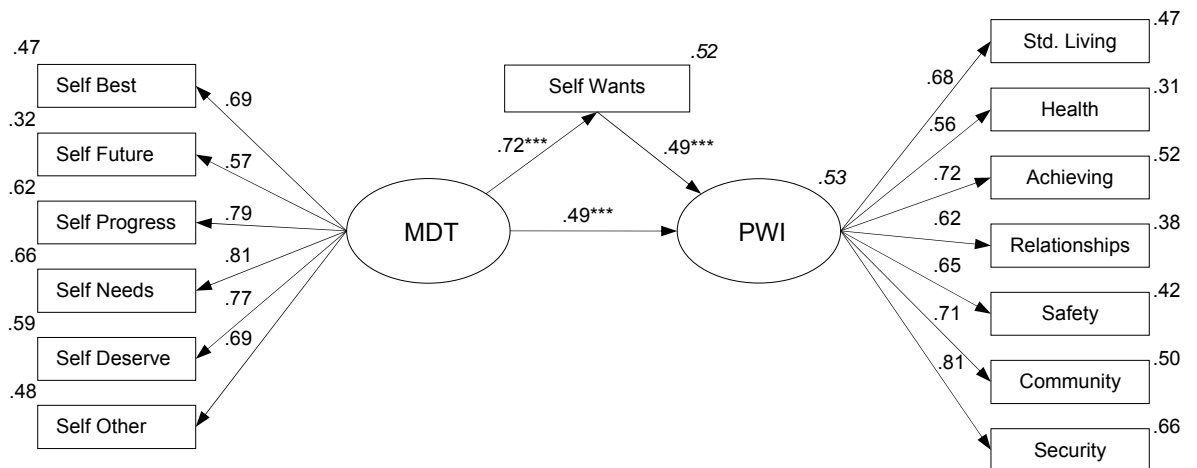 .47
Self Best
.69
.32
Self Future
.57
.62
Self Progress
.79
.66
Self Needs
.81
.59
Self Deserve
.77
.48
Self Other
.69
MDT
.72***
.52
Self Wants
.49***
.49***
.53
PWI
.68
Std. Living
.47
.56
Health
.31
.72
Achieving
.52
.62
Relationships
.38
.65
Safety
.42
.71
Community
.50
.81
Security
.66